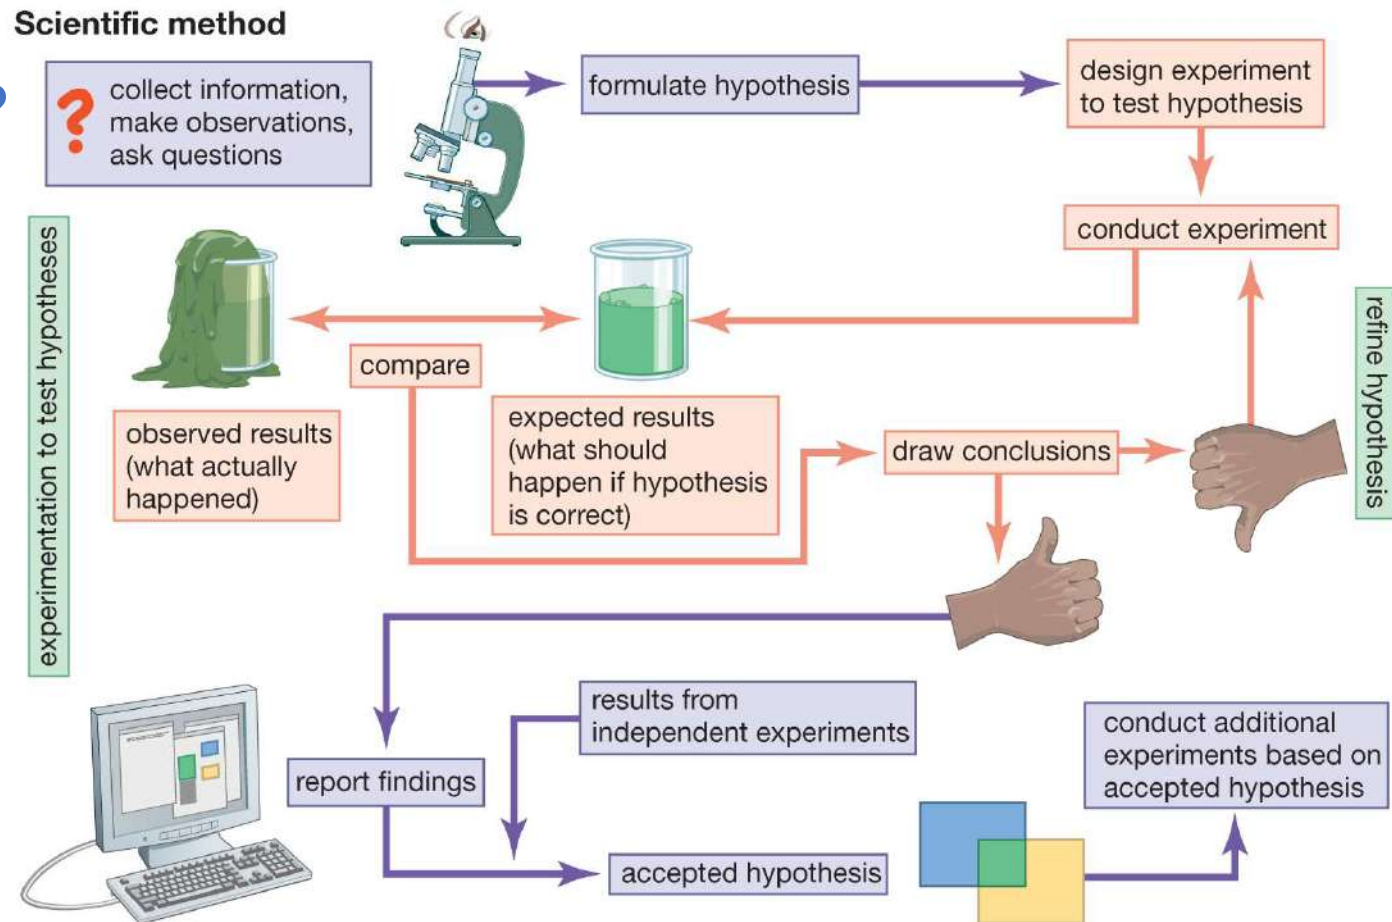 Scientific method
?
collect information,
make observations,
ask questions
formulate hypothesis
design experiment
to test hypothesis
conduct experiment
refine hypothesis
experimentation to test hypotheses
compare
observed results
(what actually
happened)
expected results
(what should
happen if hypothesis
is correct)
draw conclusions
report findings
results from
independent experiments
accepted hypothesis
conduct additional
experiments based on
accepted hypothesis